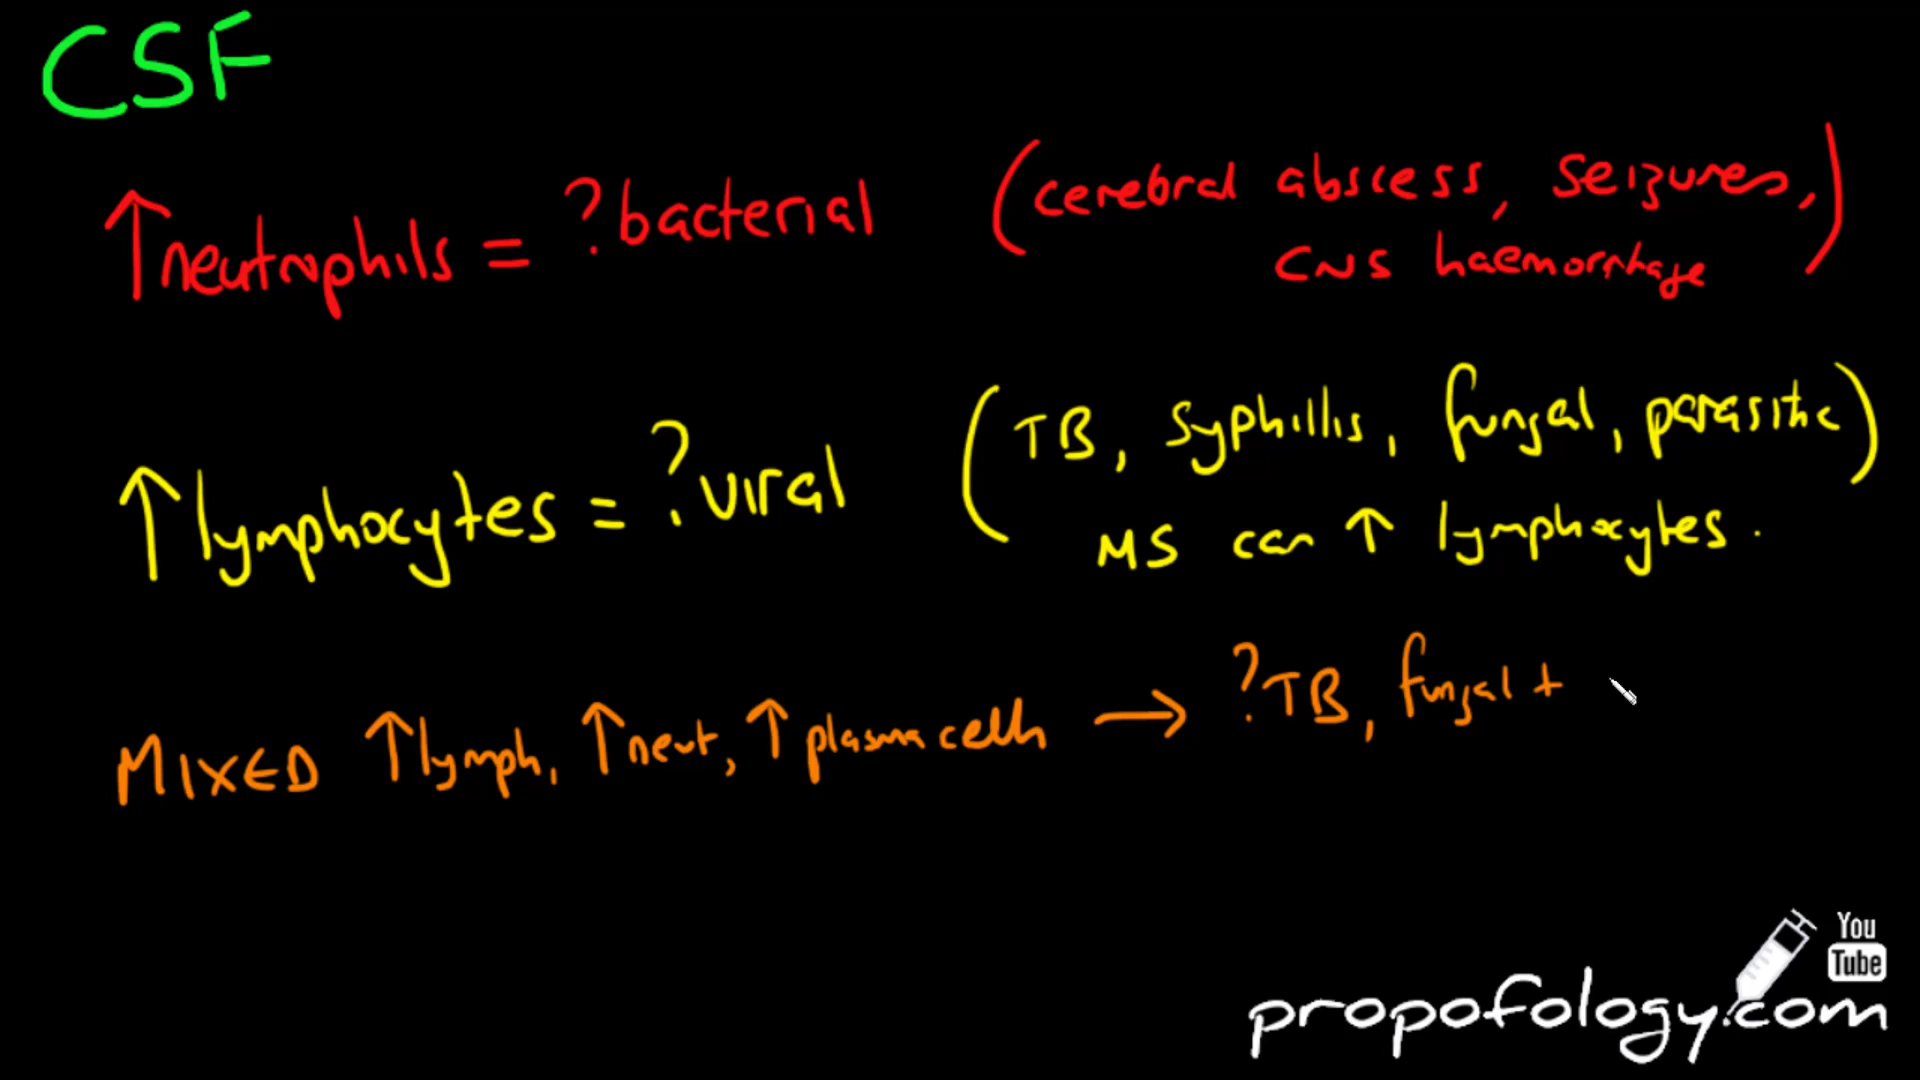 CSF
↑neutrophils = ?bacterial (cerebral abscess, seizures,)
CNS haemorrhage
↑lymphocytes = ?viral (TB, syphillis, fungal, parasitic)
MS can ↑ lymphocytes.
MIXED ↑lymph, ↑neut, ↑plasma cells → ?TB, fungal +
You
Tube
propofology.com